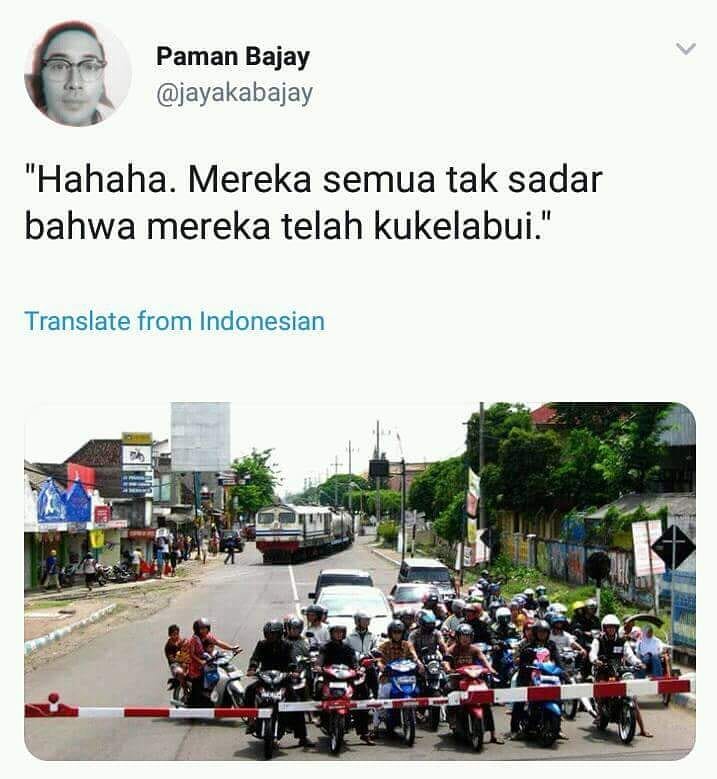 Paman Bajay
@jayakabajay
"Hahaha. Mereka semua tak sadar
bahwa mereka telah kukelabui."
Translate from Indonesian